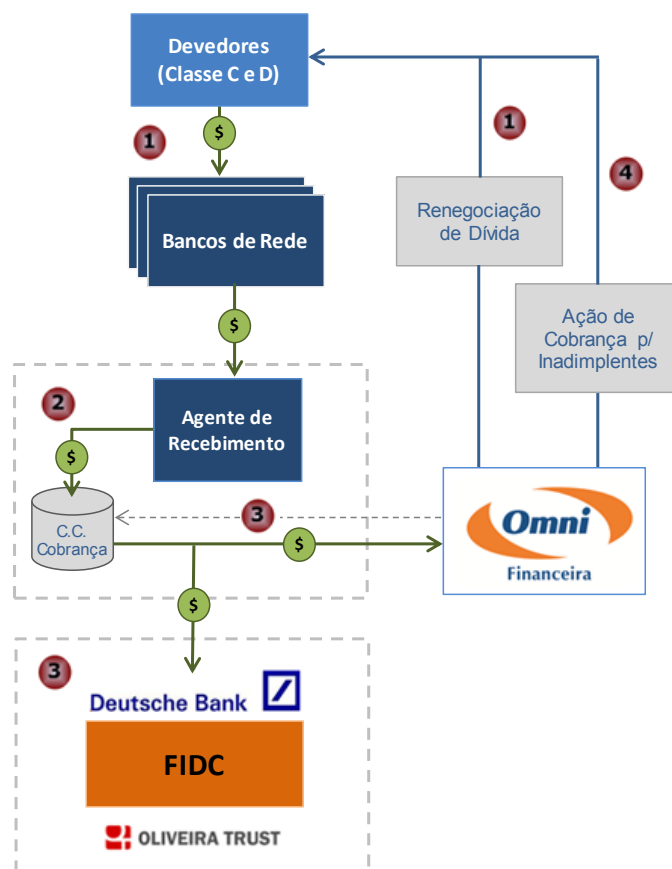 Devedores
(Classe C e D)
$
1
1
4
Renegociação
de Dívida
Bancos de Rede
$
Ação de
Cobrança p/
Inadimplentes
2
Agente de
Recebimento
$
C.C.
Cobrança
3
$
Omni
Financeira
$
3
Deutsche Bank
FIDC
OLIVEIRA TRUST